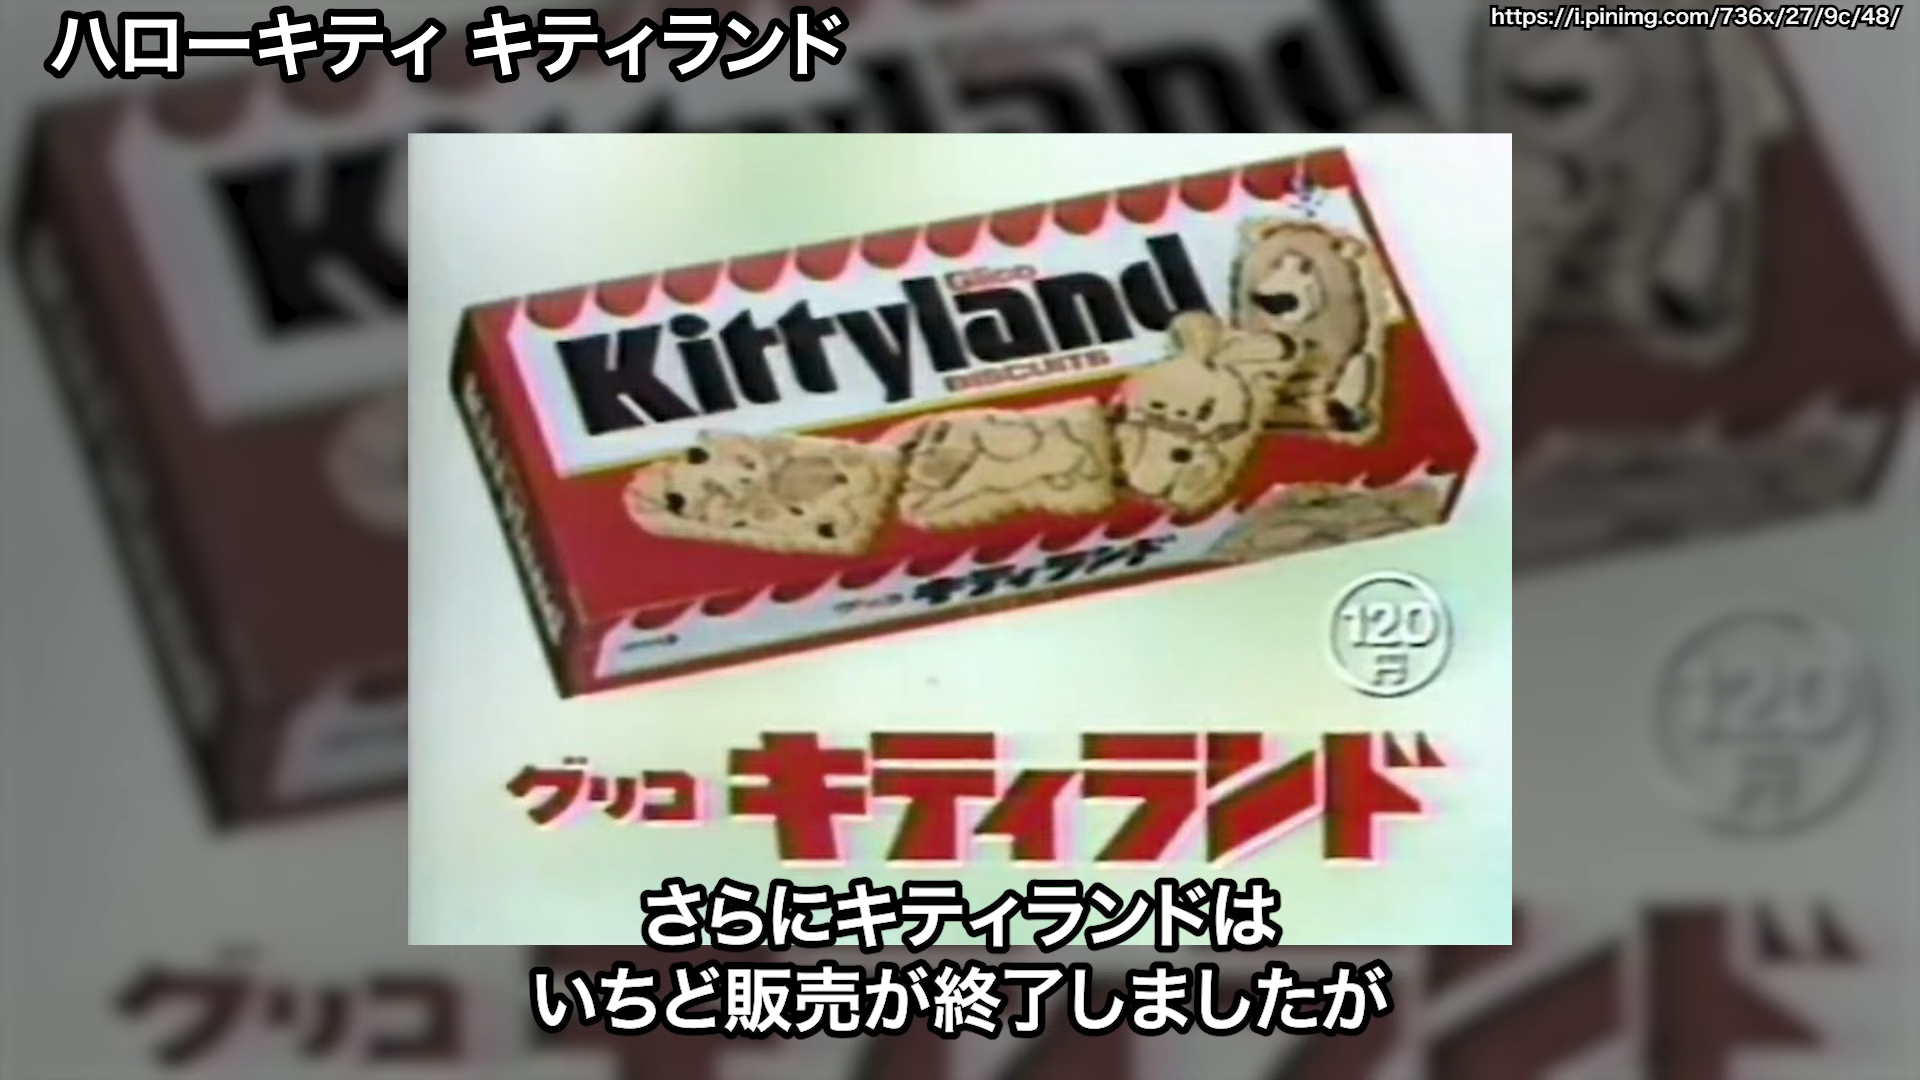 ハローキティ キティランド
https://i.pinimg.com/736x/27/9c/48/
Glico
Kittyland
BISCUITS
グリコ キティランド
120
円
グリコ キティランド
さらにキティランドは
いちど販売が終了しましたが